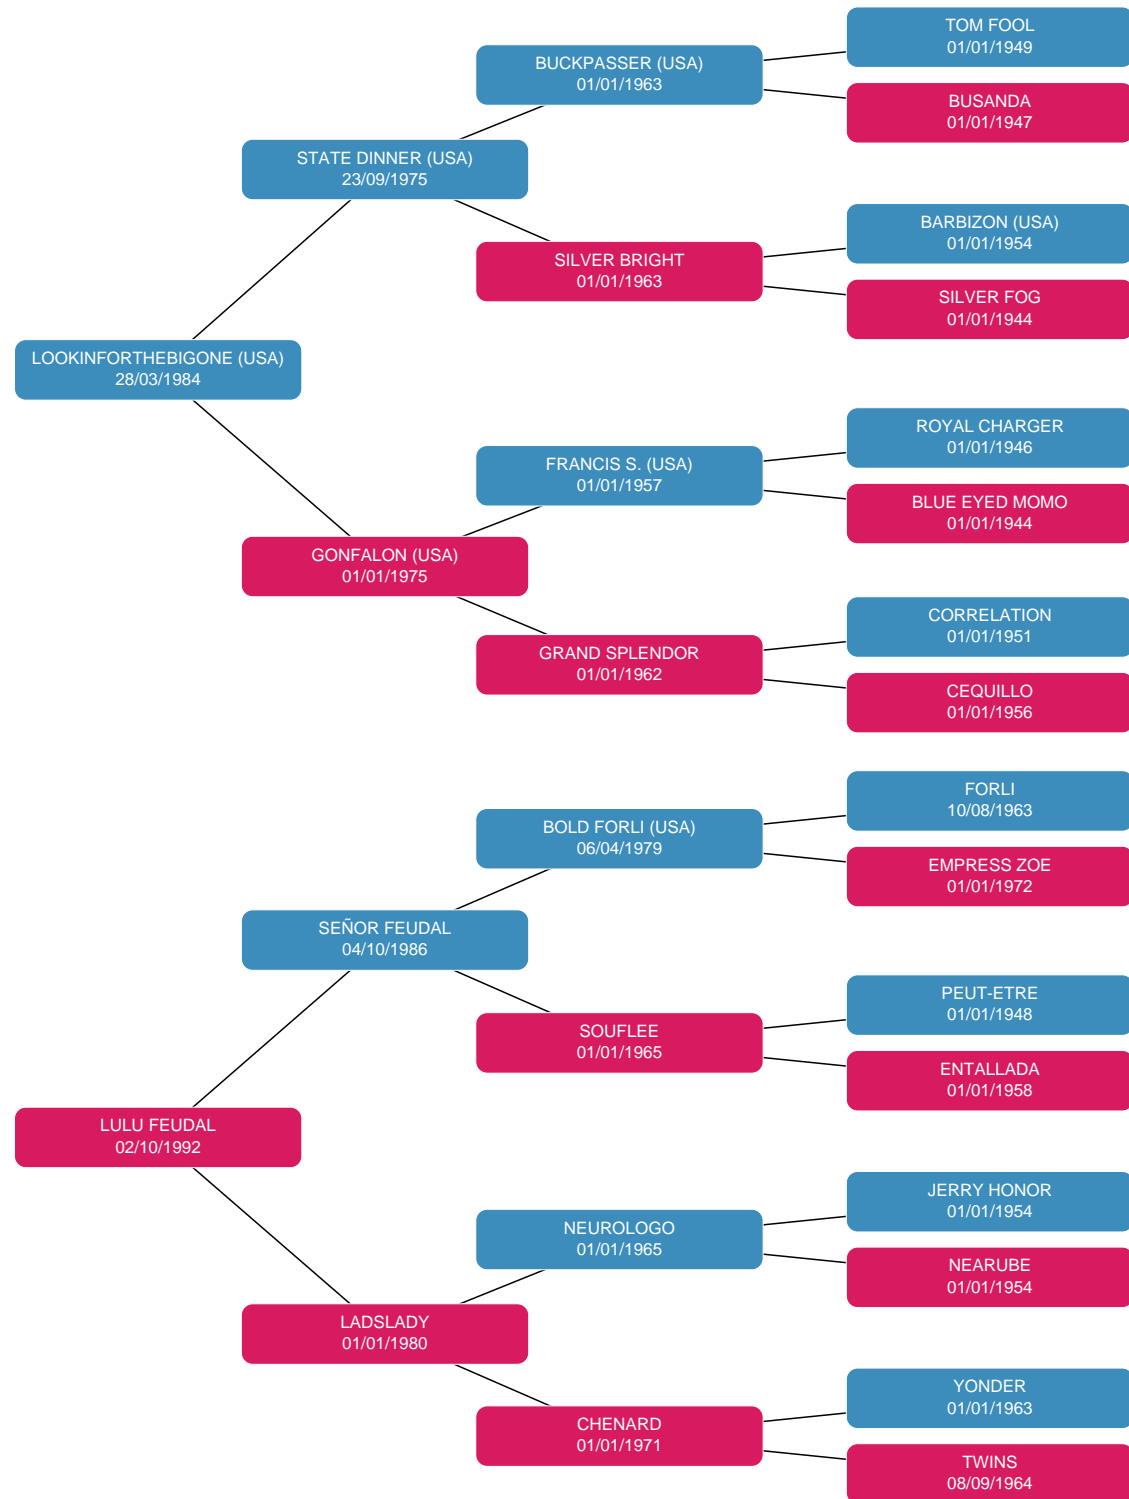 TOM FOOL
01/01/1949
BUCKPASSER (USA)
01/01/1963
BUSANDA
01/01/1947
STATE DINNER (USA)
23/09/1975
BARBIZON (USA)
01/01/1954
SILVER BRIGHT
01/01/1963
SILVER FOG
01/01/1944
LOOKINFORTHEBIGONE (USA)
28/03/1984
ROYAL CHARGER
01/01/1946
FRANCIS S. (USA)
01/01/1957
BLUE EYED MOMO
01/01/1944
GONFALON (USA)
01/01/1975
CORRELATION
01/01/1951
GRAND SPLENDOR
01/01/1962
CEQUILLO
01/01/1956
FORLI
10/08/1963
BOLD FORLI (USA)
06/04/1979
EMPRESS ZOE
01/01/1972
SEÑOR FEUDAL
04/10/1986
PEUT-ETRE
01/01/1948
SOUFLEE
01/01/1965
ENTALLADA
01/01/1958
LULU FEUDAL
02/10/1992
JERRY HONOR
01/01/1954
NEUROLOGO
01/01/1965
NEARUBE
01/01/1954
LADSLADY
01/01/1980
YONDER
01/01/1963
CHENARD
01/01/1971
TWINS
08/09/1964